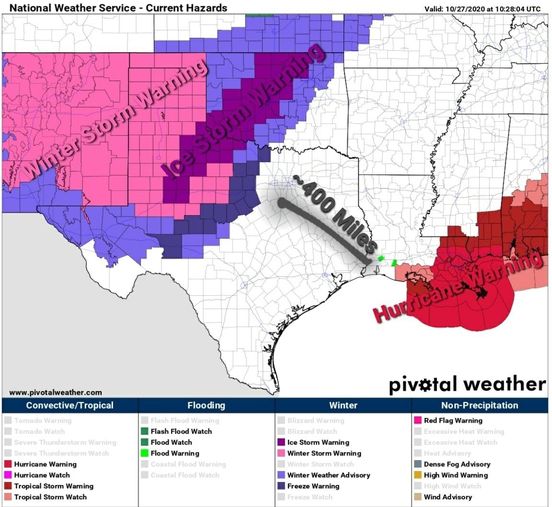 National Weather Service - Current Hazards
Valid: 10/27/2020 at 10:28:04 UTC
Winter Storm Warning
Ice Storm Warning
~400 Miles
Hurricane Warning
www.pivotalweather.com
pivotal weather
Convective/Tropical
Tornado Warning
Tornado Watch
Severe Thunderstorm Warning
Severe Thunderstorm Watch
Hurricane Warning
Hurricane Watch
Tropical Storm Warning
Tropical Storm Watch
Flooding
Flash Flood Warning
Flash Flood Watch
Flood Watch
Flood Warning
Coastal Flood Warning
Coastal Flood Watch
Winter
Blizzard Warning
Blizzard Watch
Ice Storm Warning
Winter Storm Warning
Winter Storm Watch
Winter Weather Advisory
Freeze Warning
Freeze Watch
Non-Precipitation
Red Flag Warning
Excessive Heat Warning
Excessive Heat Watch
Heat Advisory
Dense Fog Advisory
High Wind Warning
High Wind Watch
Wind Advisory